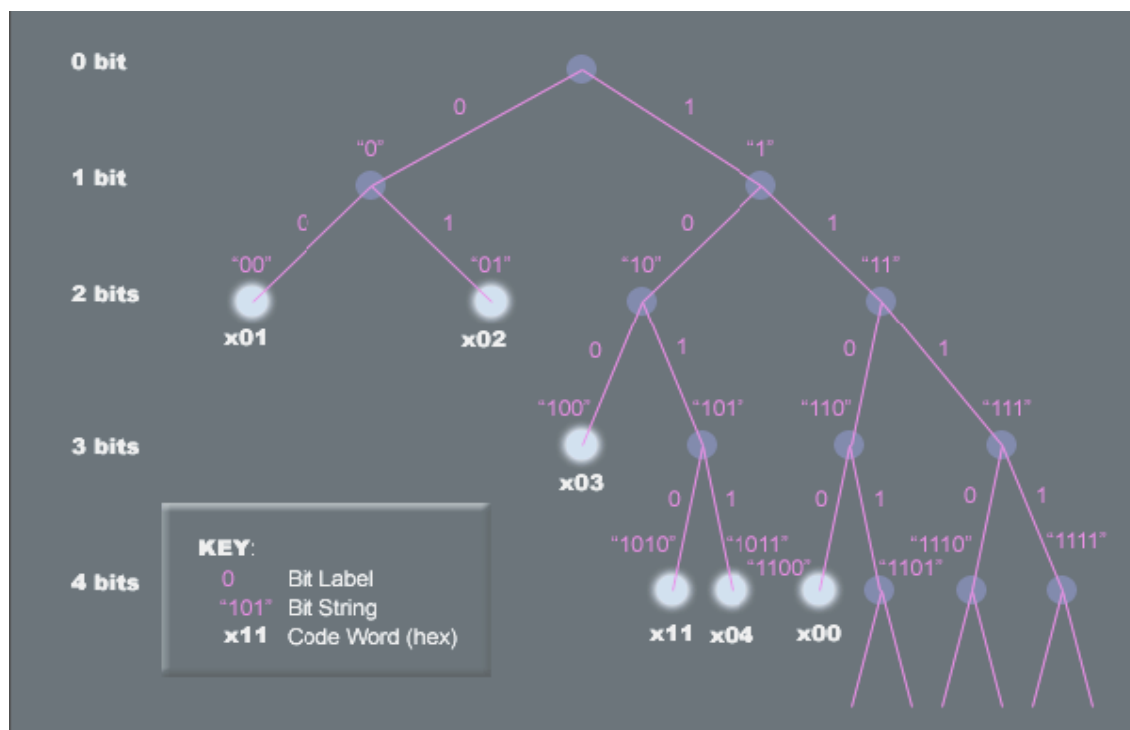 0 bit
0 1
“0” “1”
1 bit
0 1 0 1
“00” “01” “10” “11”
2 bits
x01 x02
0 1 0 1
“100” “101” “110” “111”
3 bits
x03
0 1 0 1 0 1
“1010” “1011” “1100” “1101” “1110” “1111”
4 bits
x11 x04 x00
KEY:
0 Bit Label
“101” Bit String
x11 Code Word (hex)